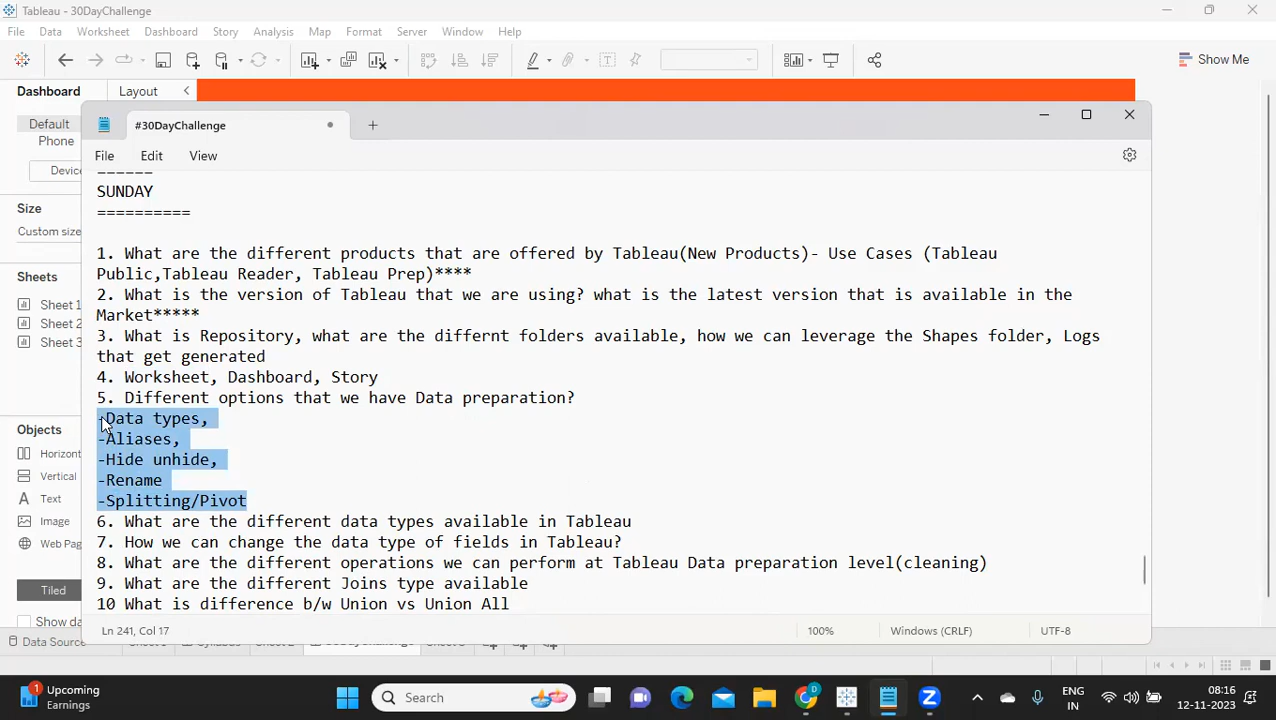 Tableau - 30DayChallenge
File Edit View
File Data Worksheet Dashboard Story Analysis Map Format Server Window Help
Show Me
Dashboard Layout
Default
Phone
Device
Size
Custom size
Sheets
Sheet 1
Sheet 2
Sheet 3
Objects
Horizont
Vertical
Text
Image
Web Pag
Tiled
Show da
#30DayChallenge
File Edit View
======
SUNDAY
==========
1. What are the different products that are offered by Tableau(New Products)- Use Cases (Tableau
Public,Tableau Reader, Tableau Prep)****
2. What is the version of Tableau that we are using? what is the latest version that is available in the
Market*****
3. What is Repository, what are the differnt folders available, how we can leverage the Shapes folder, Logs
that get generated
4. Worksheet, Dashboard, Story
5. Different options that we have Data preparation?
-Data types,
-Aliases,
-Hide unhide,
-Rename
-Splitting/Pivot
6. What are the different data types available in Tableau
7. How we can change the data type of fields in Tableau?
8. What are the different operations we can perform at Tableau Data preparation level(cleaning)
9. What are the different Joins type available
10 What is difference b/w Union vs Union All
Ln 241, Col 17 100% Windows (CRLF) UTF-8
Data Source
Upcoming
Earnings
Search
ENG
IN
08:16
12-11-2023